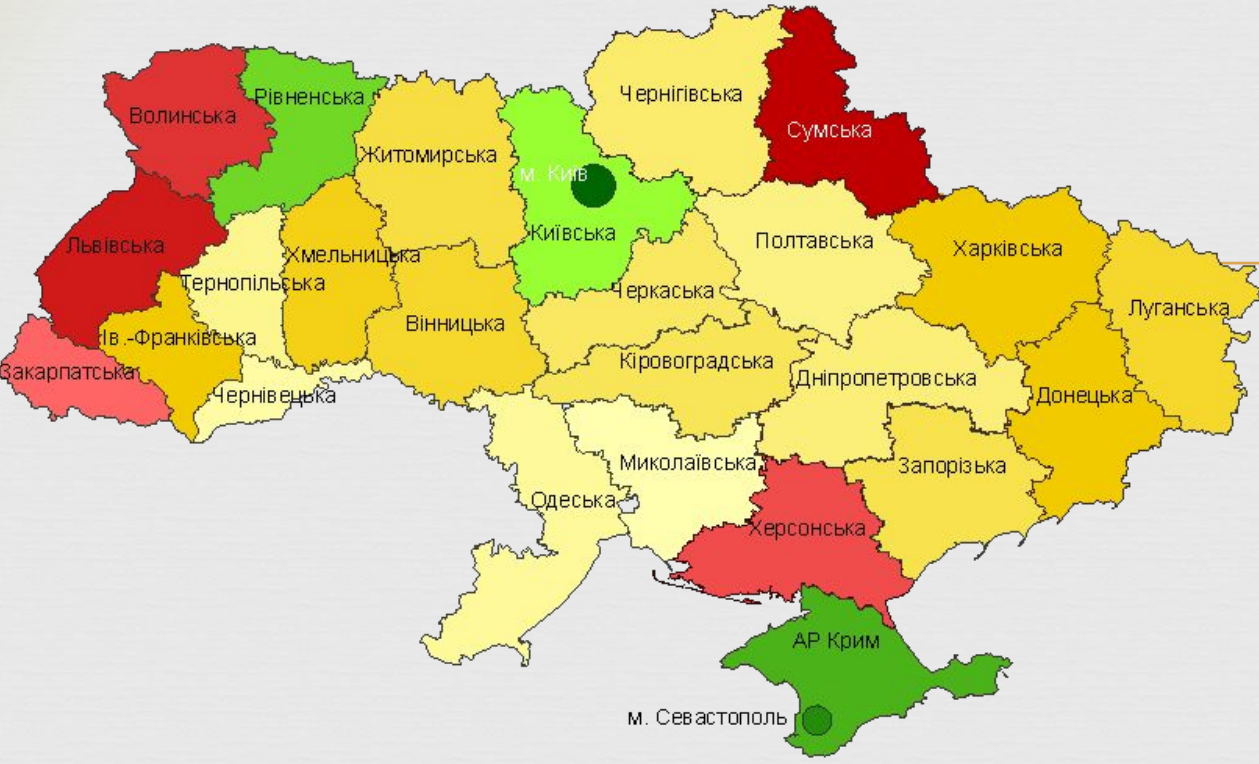 Чернігівська
Рівненська
Волинська
Сумська
Житомирська
м. Київ
Київська
Полтавська
Львівська
Харківська
Хмельницька
Тернопільська
Черкаська
Луганська
Вінницька
Ів.-Франківська
Кіровоградська
Закарпатська
Дніпропетровська
Чернівецька
Донецька
Миколаївська
Запорізька
Одеська
Херсонська
АР Крим
м. Севастополь